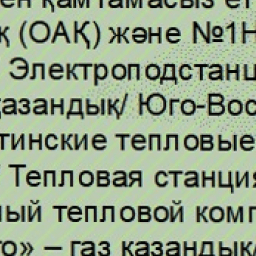 ен қамтамасыз ет
қ (ОАҚ) және №1Н
Электроподстанц
қазандық/ Юго-Вос
тинские тепловые
Тепловая станция
ный тепловой комп
го» – газ қазандық/